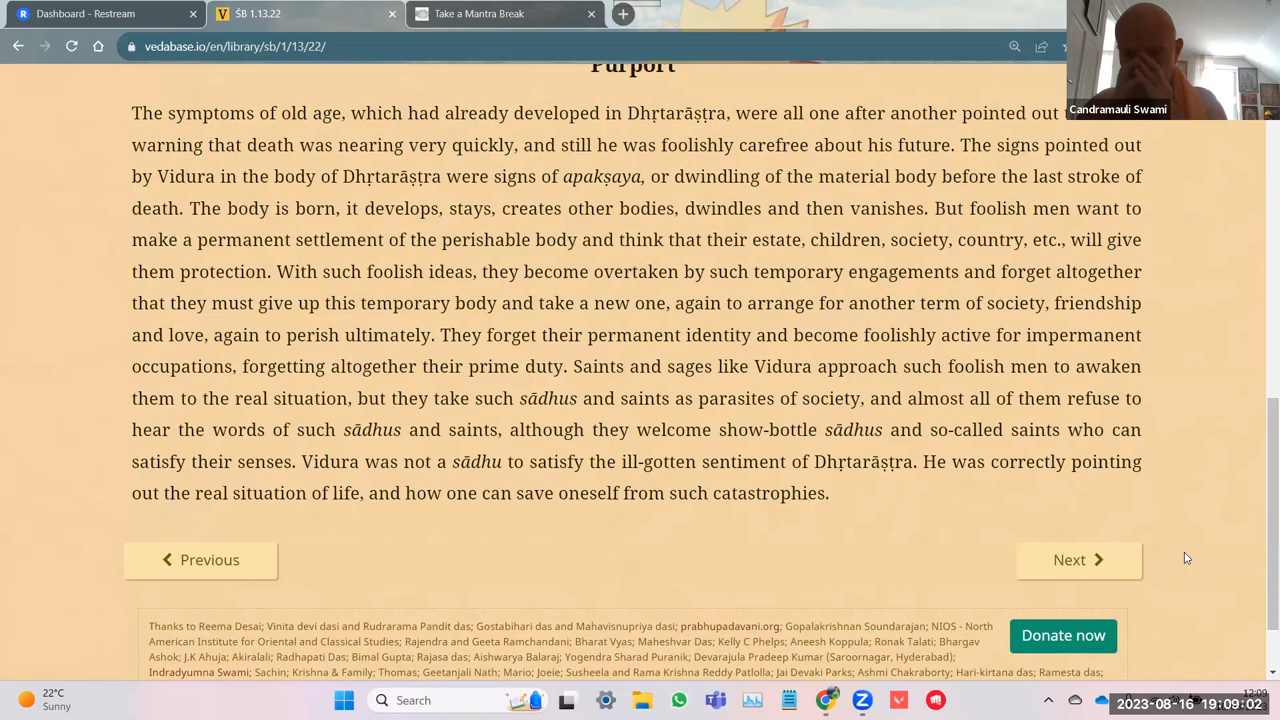 Dashboard - Restream
ŚB 1.13.22
Take a Mantra Break
vedabase.io/en/library/sb/1/13/22/
Candramauli Swami
Purport
The symptoms of old age, which had already developed in Dhṛtarāṣṭra, were all one after another pointed out
warning that death was nearing very quickly, and still he was foolishly carefree about his future. The signs pointed out
by Vidura in the body of Dhṛtarāṣṭra were signs of apakṣaya, or dwindling of the material body before the last stroke of
death. The body is born, it develops, stays, creates other bodies, dwindles and then vanishes. But foolish men want to
make a permanent settlement of the perishable body and think that their estate, children, society, country, etc., will give
them protection. With such foolish ideas, they become overtaken by such temporary engagements and forget altogether
that they must give up this temporary body and take a new one, again to arrange for another term of society, friendship
and love, again to perish ultimately. They forget their permanent identity and become foolishly active for impermanent
occupations, forgetting altogether their prime duty. Saints and sages like Vidura approach such foolish men to awaken
them to the real situation, but they take such sādhus and saints as parasites of society, and almost all of them refuse to
hear the words of such sādhus and saints, although they welcome show-bottle sādhus and so-called saints who can
satisfy their senses. Vidura was not a sādhu to satisfy the ill-gotten sentiment of Dhṛtarāṣṭra. He was correctly pointing
out the real situation of life, and how one can save oneself from such catastrophies.
Previous
Next
Thanks to Reema Desai; Vinita devi dasi and Rudrarama Pandit das; Gostabihari das and Mahavisnupriya dasi; prabhupadavani.org; Gopalakrishnan Soundarajan; NIOS - North
American Institute for Oriental and Classical Studies; Rajendra and Geeta Ramchandani; Bharat Vyas; Maheshvar Das; Kelly C Phelps; Aneesh Koppula; Ronak Talati; Bhargav
Ashok; J.K Ahuja; Akiralali; Radhapati Das; Bimal Gupta; Rajasa das; Aishwarya Balaraj; Yogendra Sharad Puranik; Devarajulu Pradeep Kumar (Saroornagar, Hyderabad);
Indradyumna Swami; Sachin; Krishna & Family; Thomas; Geetanjali Nath; Mario; Joeie; Susheela and Rama Krishna Reddy Patlolla; Jai Devaki Parks; Ashmi Chakraborty; Hari-kirtana das; Ramesta das;
Donate now
22°C
Sunny
Search
12:09
2023-08-16 19:09:02